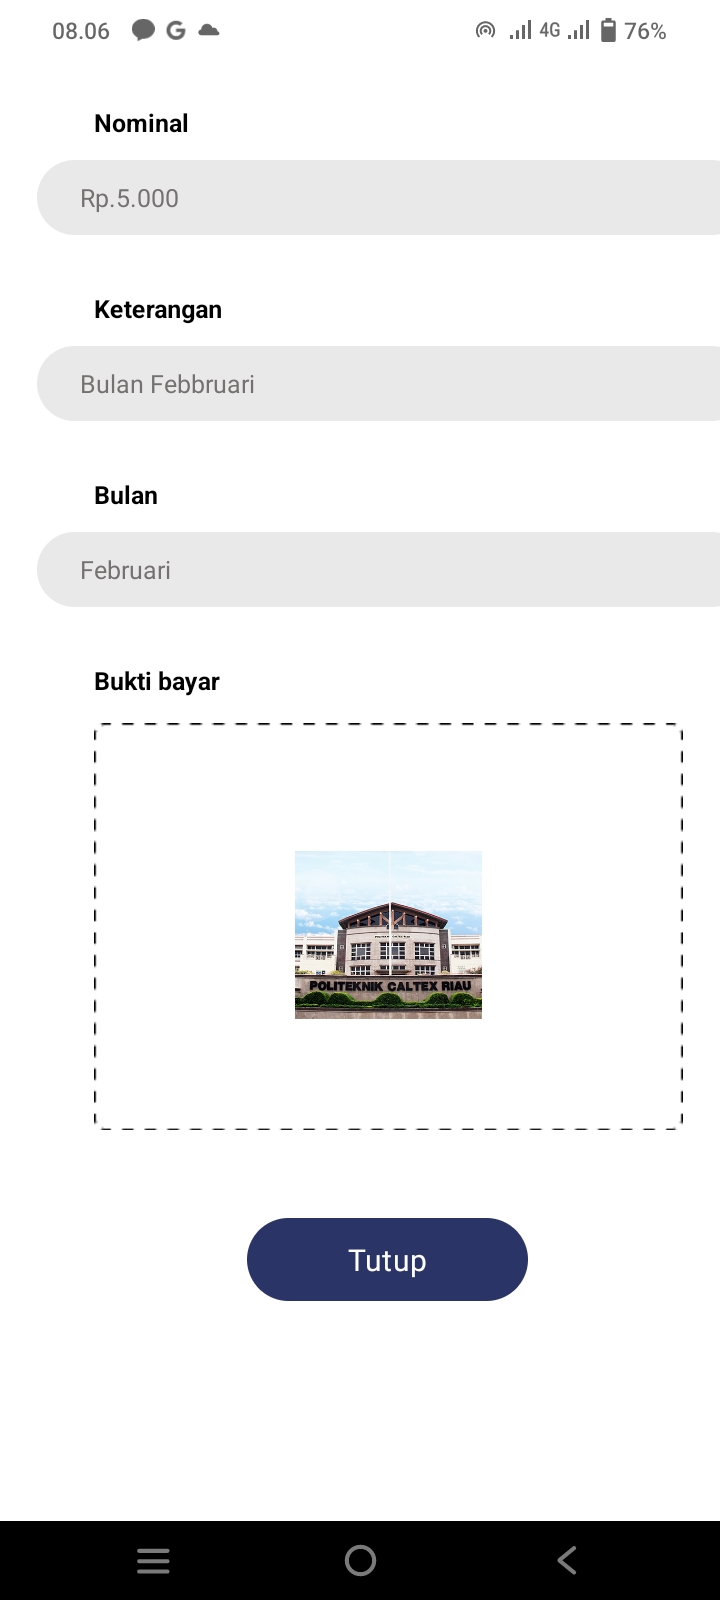 08.06 G 4G 76%
Nominal
Rp.5.000
Keterangan
Bulan Febbruari
Bulan
Februari
Bukti bayar
POLITEKNIK CALTEX RIAU
Tutup